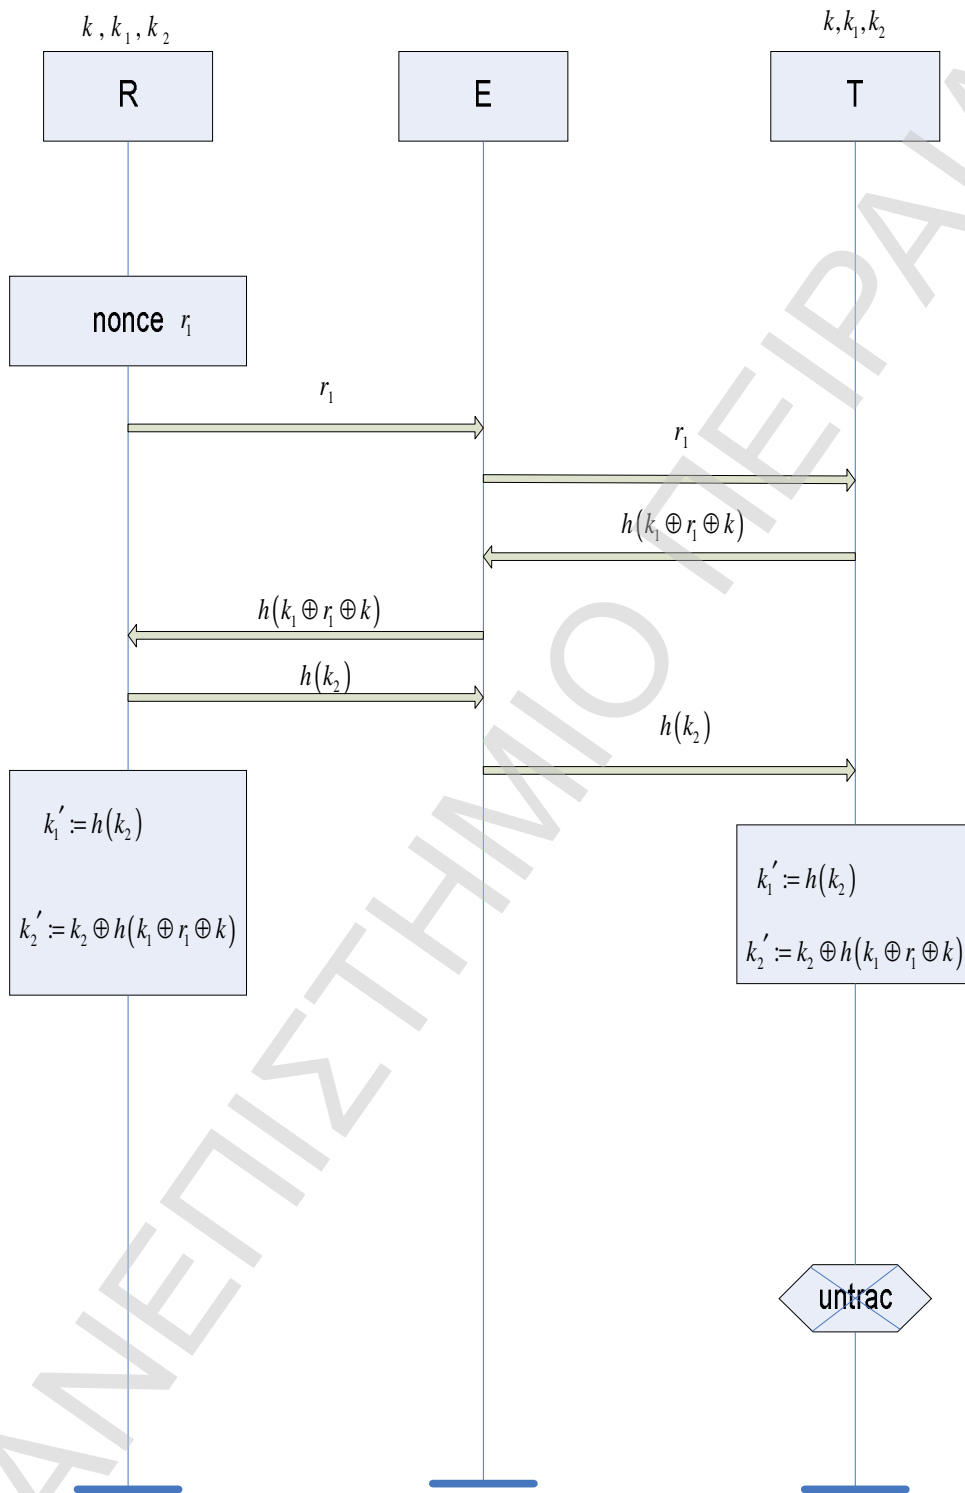 k , k₁ , k₂
k,k₁,k₂
R
E
T
nonce r₁
r₁
r₁
h(k₁ ⊕ r₁ ⊕ k)
h(k₁ ⊕ r₁ ⊕ k)
h(k₂)
h(k₂)
k₁′ := h(k₂)
k₂′ := k₂ ⊕ h(k₁ ⊕ r₁ ⊕ k)
k₁′ := h(k₂)
k₂′ := k₂ ⊕ h(k₁ ⊕ r₁ ⊕ k)
untrac
ΑΝΕΠΙΣΤΗΜΙΟ ΠΕΙΡΑΙΑ